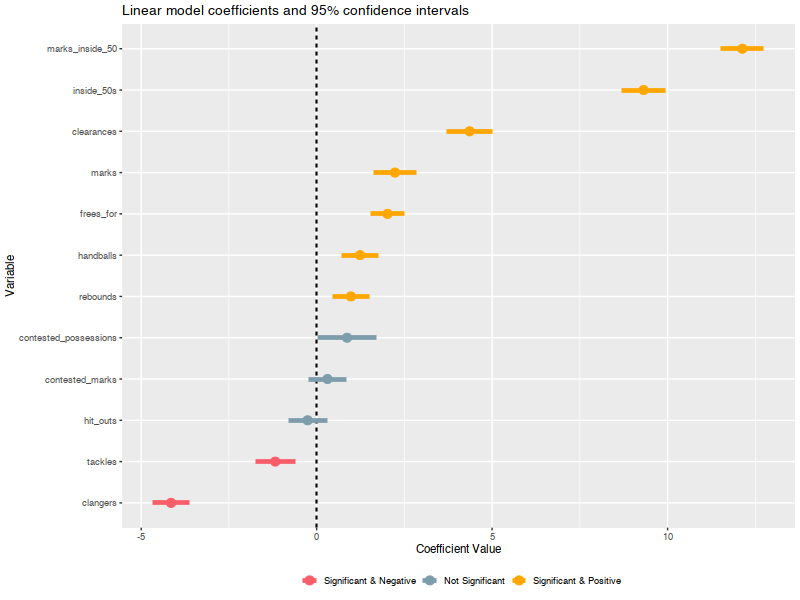 Linear model coefficients and 95% confidence intervals
Variable
marks_inside_50
inside_50s
clearances
marks
frees_for
handballs
rebounds
contested_possessions
contested_marks
hit_outs
tackles
clangers
-5 0 5 10
Coefficient Value
Significant & Negative Not Significant Significant & Positive